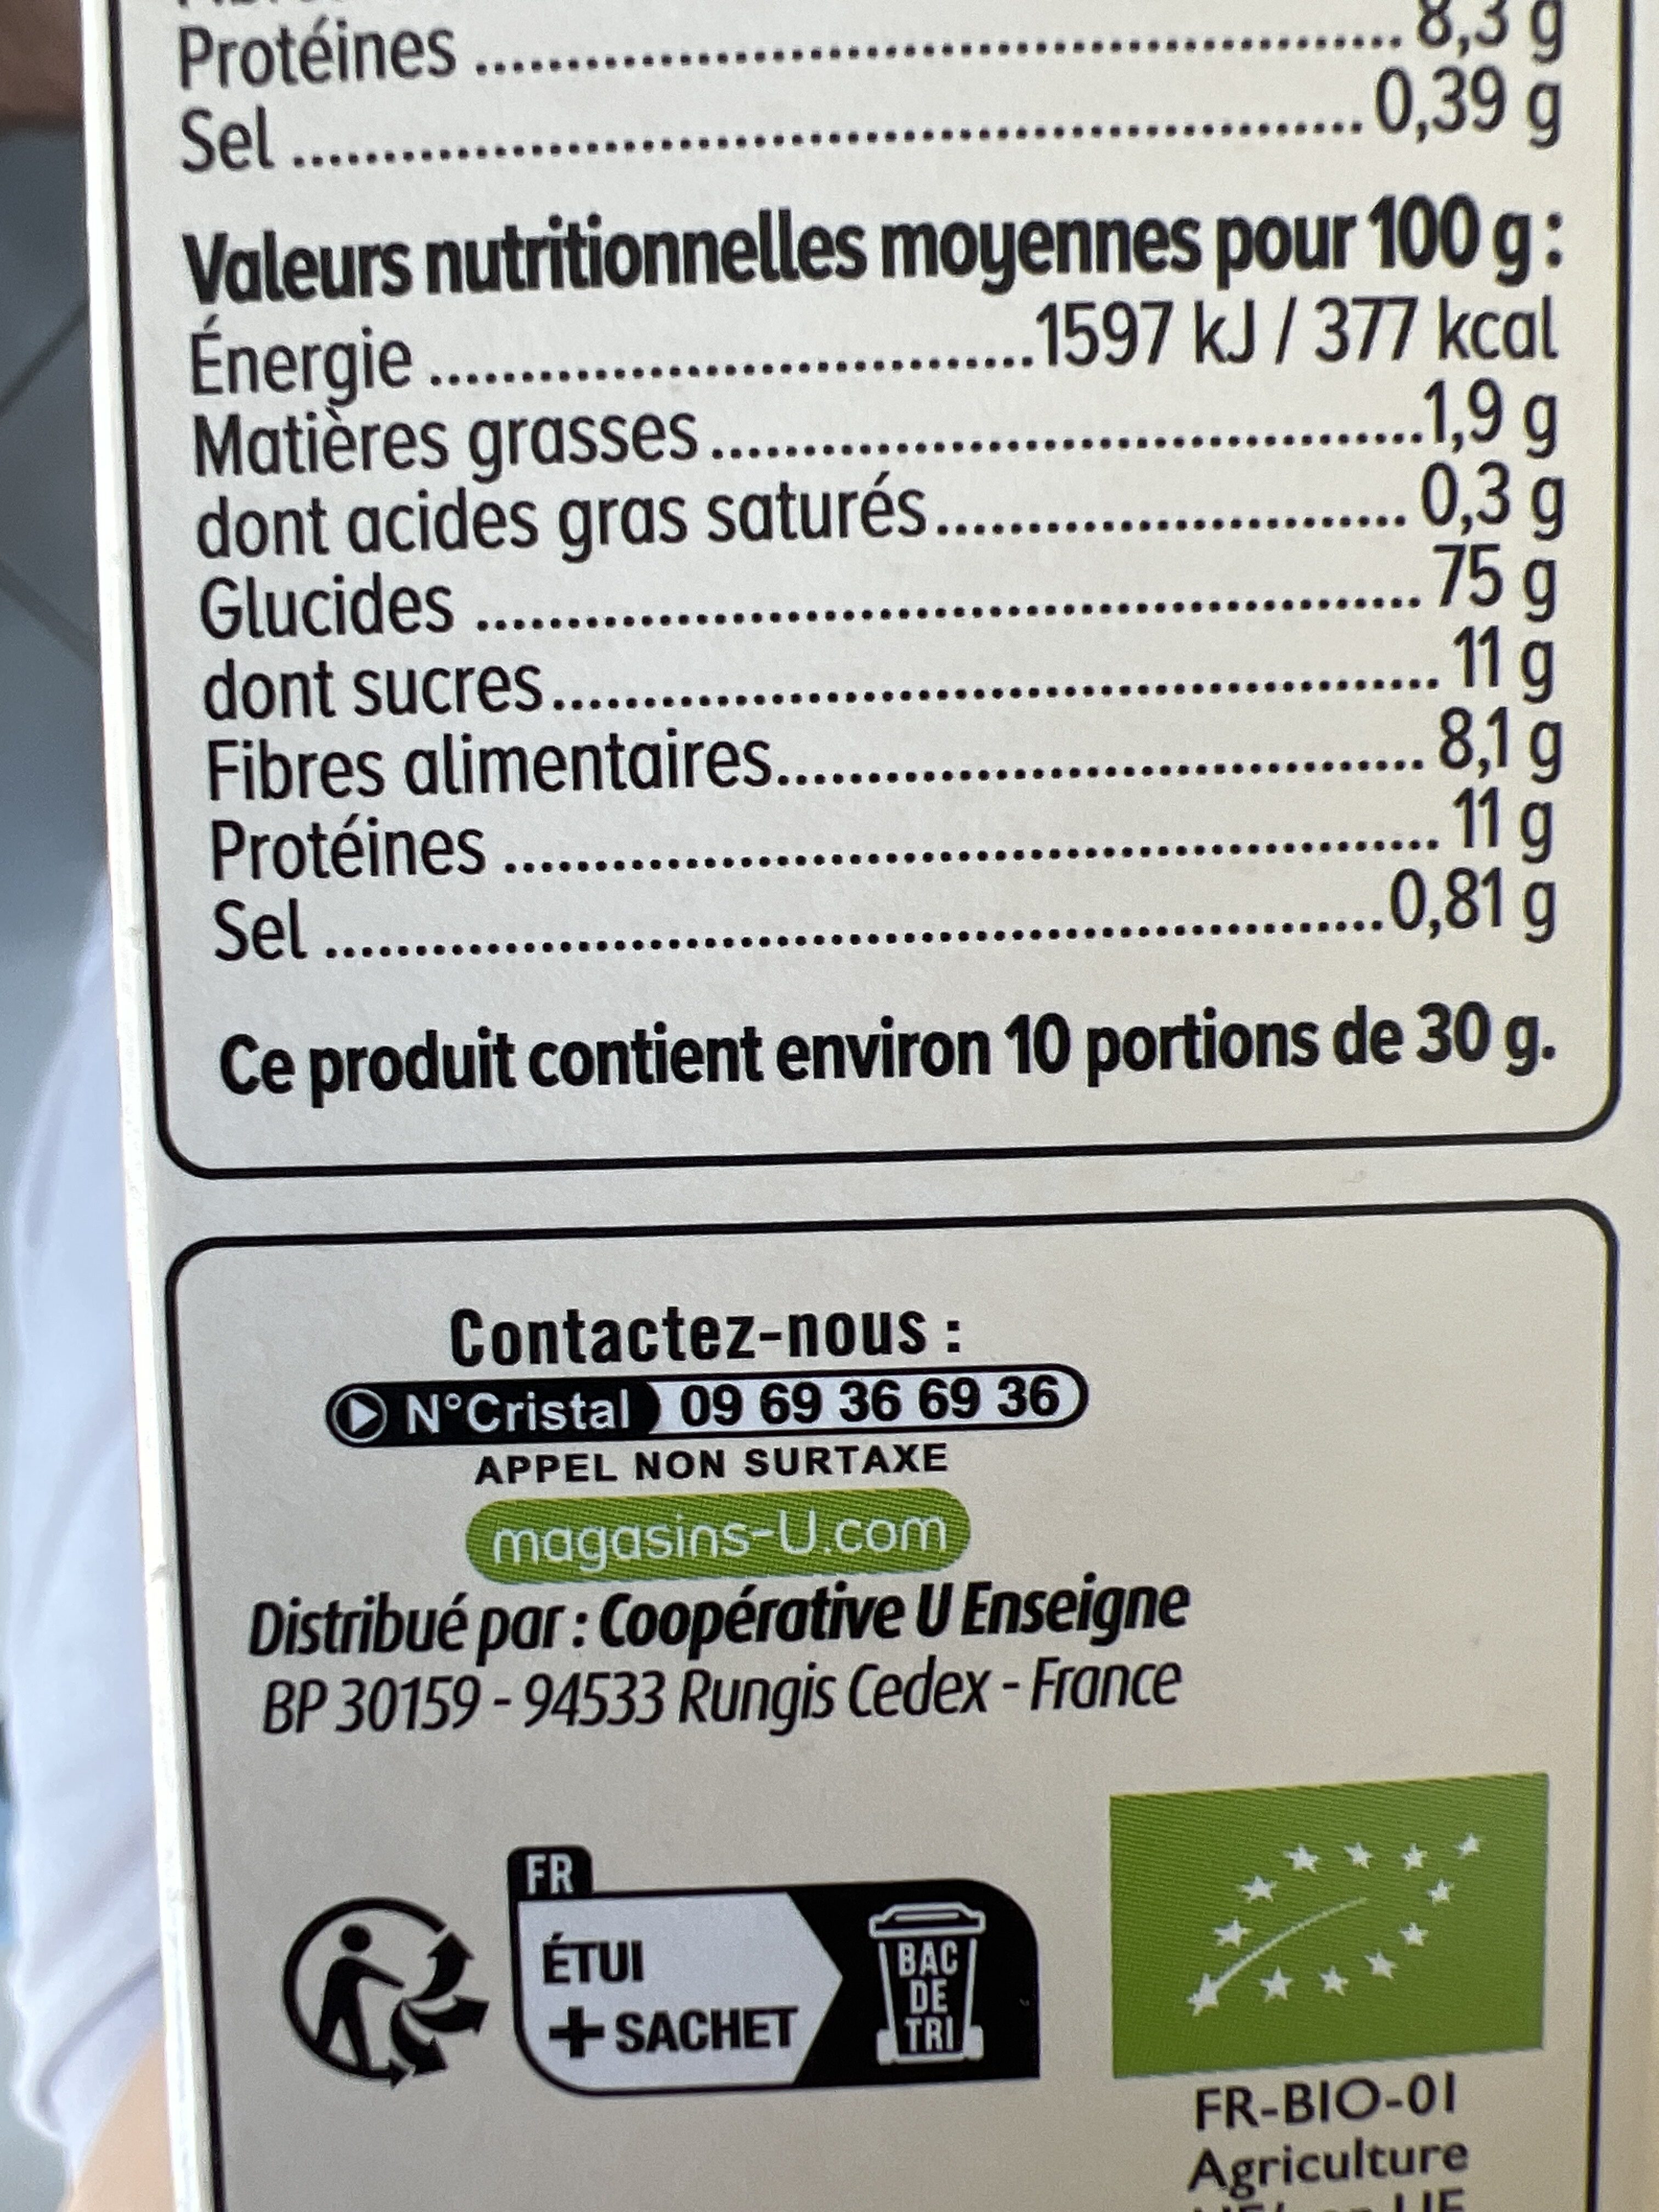 Protéines .......... 8,3 g
Sel .......... 0,39 g
Valeurs nutritionnelles moyennes pour 100 g :
Énergie .......... 1597 kJ / 377 kcal
Matières grasses .......... 1,9 g
dont acides gras saturés .......... 0,3 g
Glucides .......... 75 g
dont sucres .......... 11 g
Fibres alimentaires .......... 8,1 g
Protéines .......... 11 g
Sel .......... 0,81 g
Ce produit contient environ 10 portions de 30 g.
Contactez-nous :
N°Cristal 09 69 36 69 36
APPEL NON SURTAXE
magasins-U.com
Distribué par : Coopérative U Enseigne
BP 30159 - 94533 Rungis Cedex - France
FR
ÉTUI
+ SACHET
BAC
DE
TRI
FR-BIO-01
Agriculture